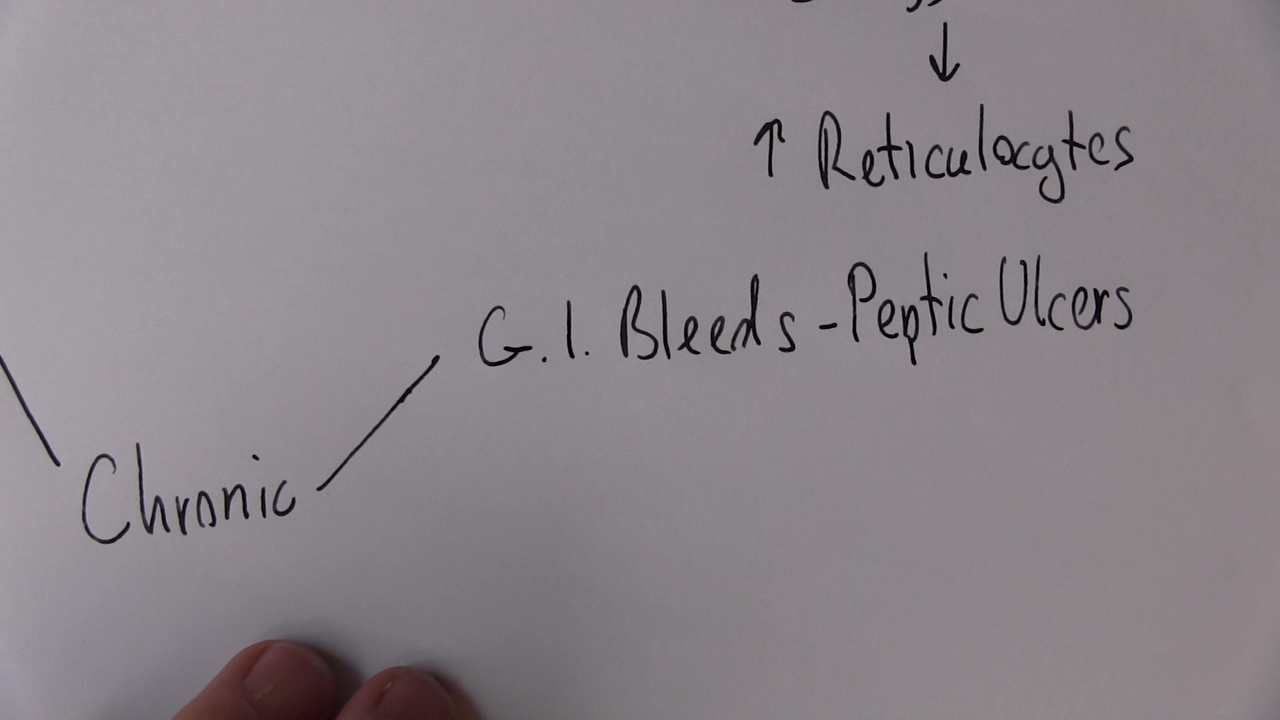 ↓
↑ Reticulocytes
G.I. Bleeds - Peptic Ulcers
Chronic